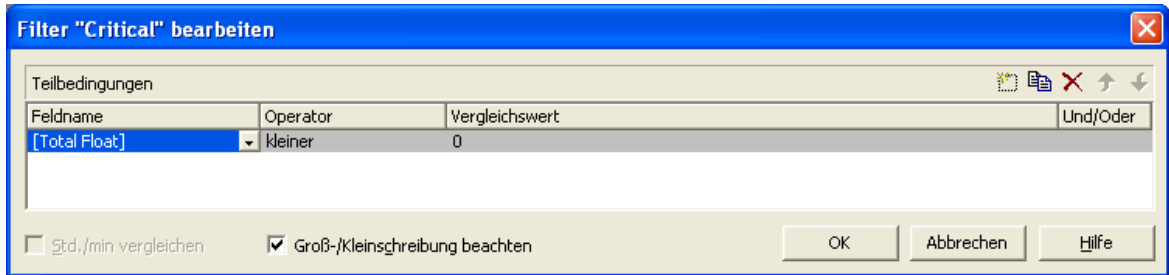 Filter "Critical" bearbeiten
Teilbedingungen
Feldname Operator Vergleichswert Und/Oder
[Total Float] kleiner 0
Std./min vergleichen Groß-/Kleinschreibung beachten OK Abbrechen Hilfe